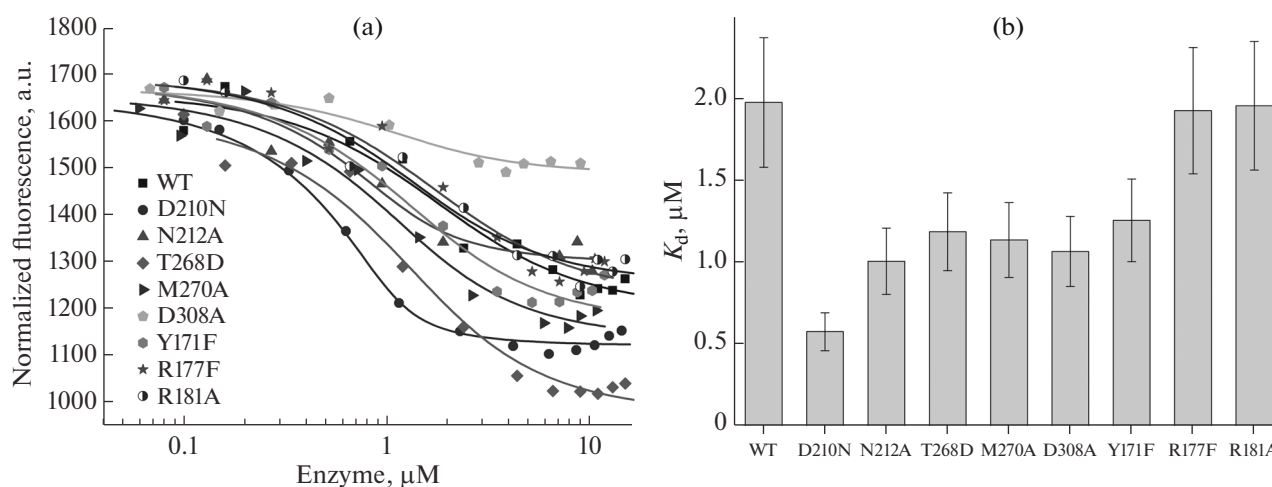 (a)
Normalized fluorescence, a.u.
1800
1700
1600
1500
1400
1300
1200
1100
1000
WT
D210N
N212A
T268D
M270A
D308A
Y171F
R177F
R181A
0.1 1 10
Enzyme, μM
(b)
Kd, μM
2.0
1.5
1.0
0.5
0
WT D210N N212A T268D M270A D308A Y171F R177F R181A